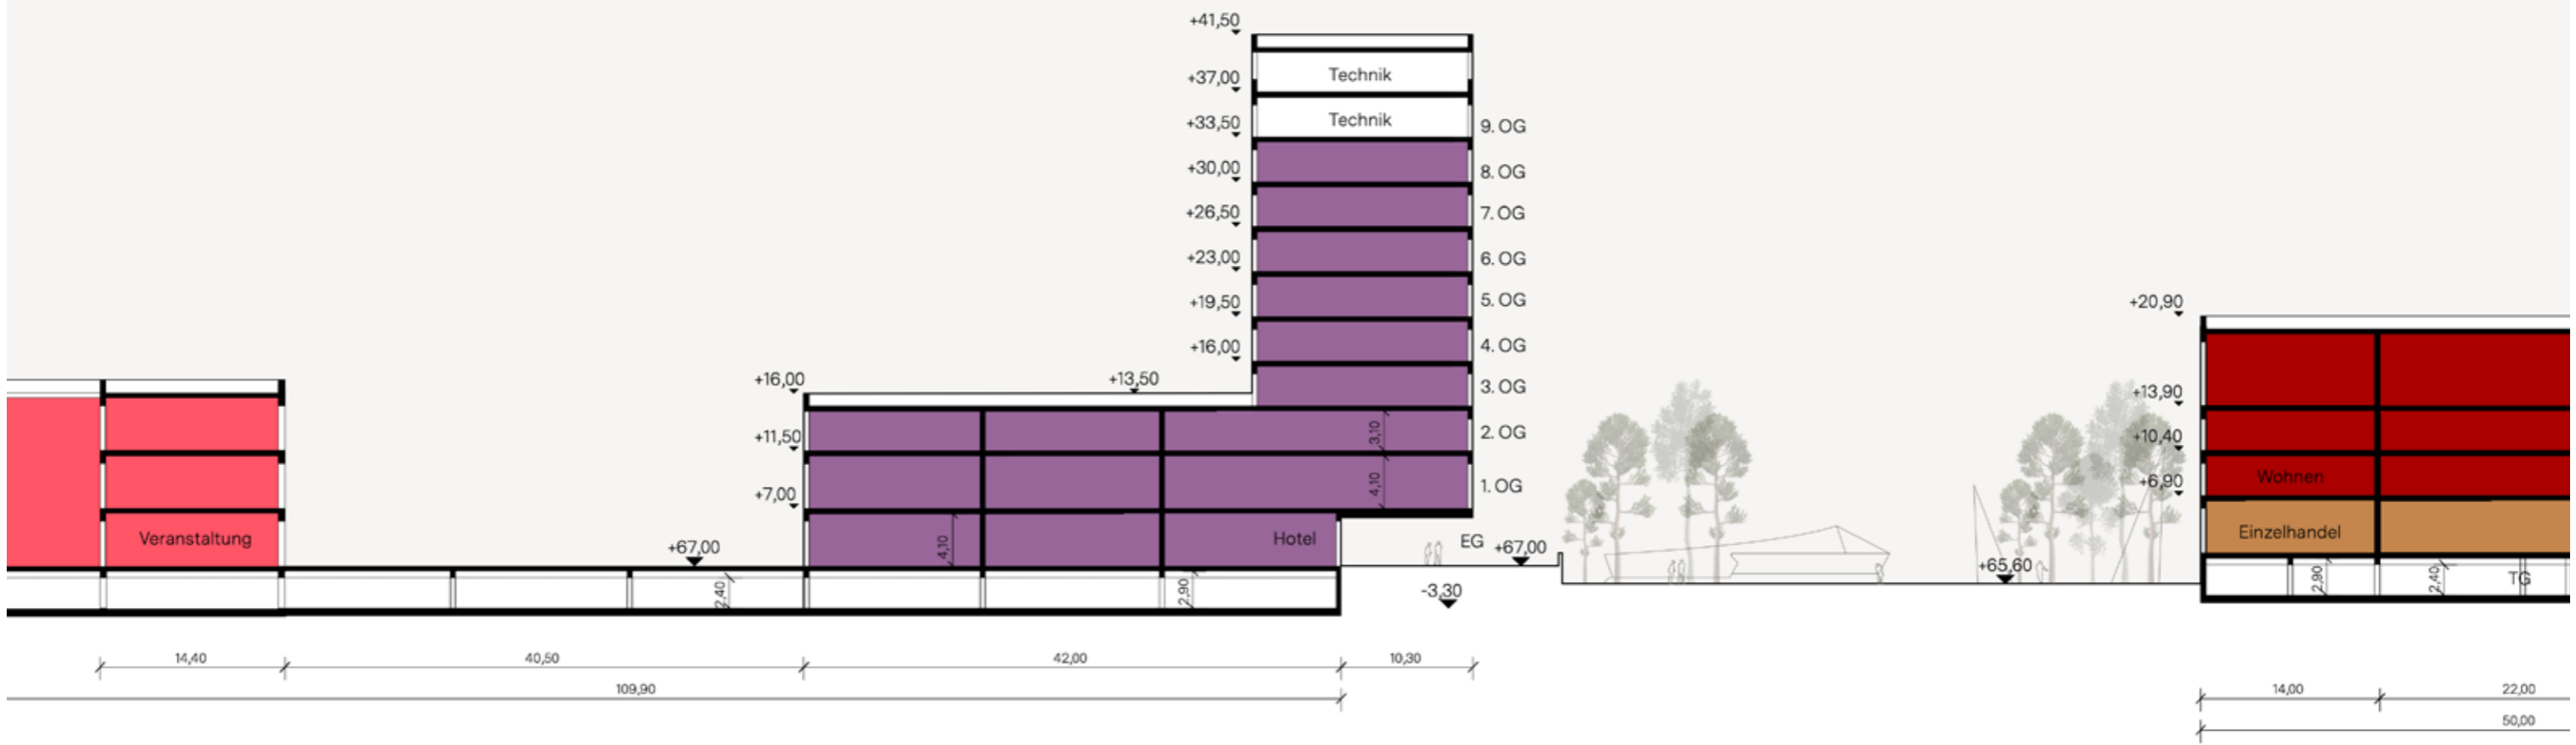 +41,50
+37,00
Technik
+33,50
Technik
9. OG
+30,00
8. OG
+26,50
7. OG
+23,00
6. OG
+19,50
5. OG
+20,90
+16,00
4. OG
+16,00
+13,50
3. OG
+13,90
+11,50
3,10
2. OG
+10,40
+7,00
4,10
1. OG
Wohnen
+6,90
Veranstaltung
+67,00
4,10
Hotel
EG
+67,00
Einzelhandel
+65,60
2,40
2,90
-3,30
2,90
2,40
TG
14,40
40,50
42,00
10,30
109,90
14,00
22,00
50,00